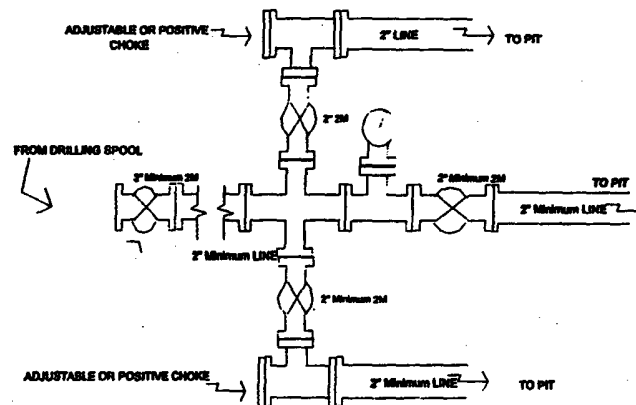 ADJUSTABLE OR POSITIVE
CHOKE
2" LINE
TO PIT
2" 2M
FROM DRILLING SPOOL
2" Minimum 2M
2" Minimum 2M
TO PIT
2" Minimum LINE
2" Minimum LINE
2" Minimum 2M
ADJUSTABLE OR POSITIVE CHOKE
2" Minimum LINE
TO PIT